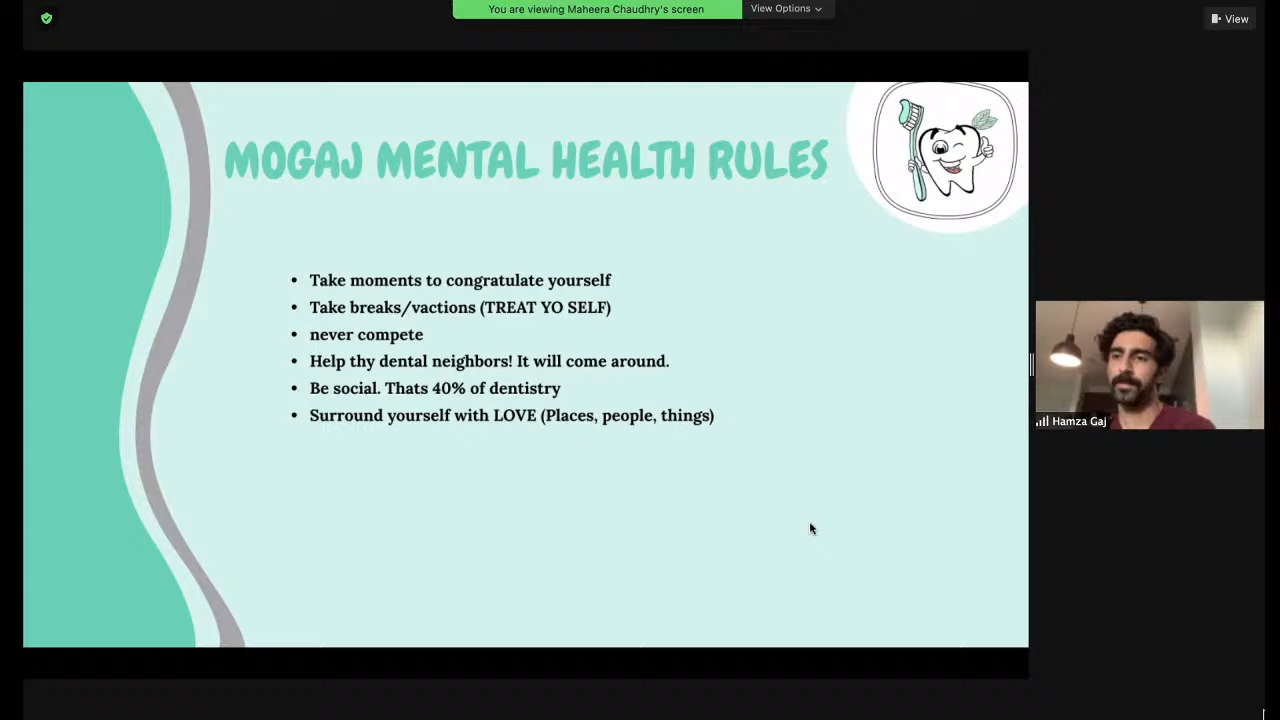 You are viewing Maheera Chaudhry's screen
View Options
View
MOGAJ MENTAL HEALTH RULES
• Take moments to congratulate yourself
• Take breaks/vactions (TREAT YO SELF)
• never compete
• Help thy dental neighbors! It will come around.
• Be social. Thats 40% of dentistry
• Surround yourself with LOVE (Places, people, things)
Hamza Gaj